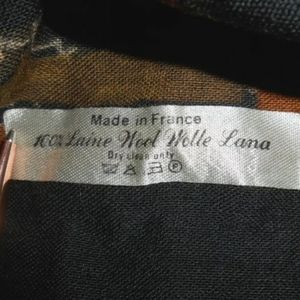 Made in France
100% Laine Wool Wolle Lana
Dry clean only